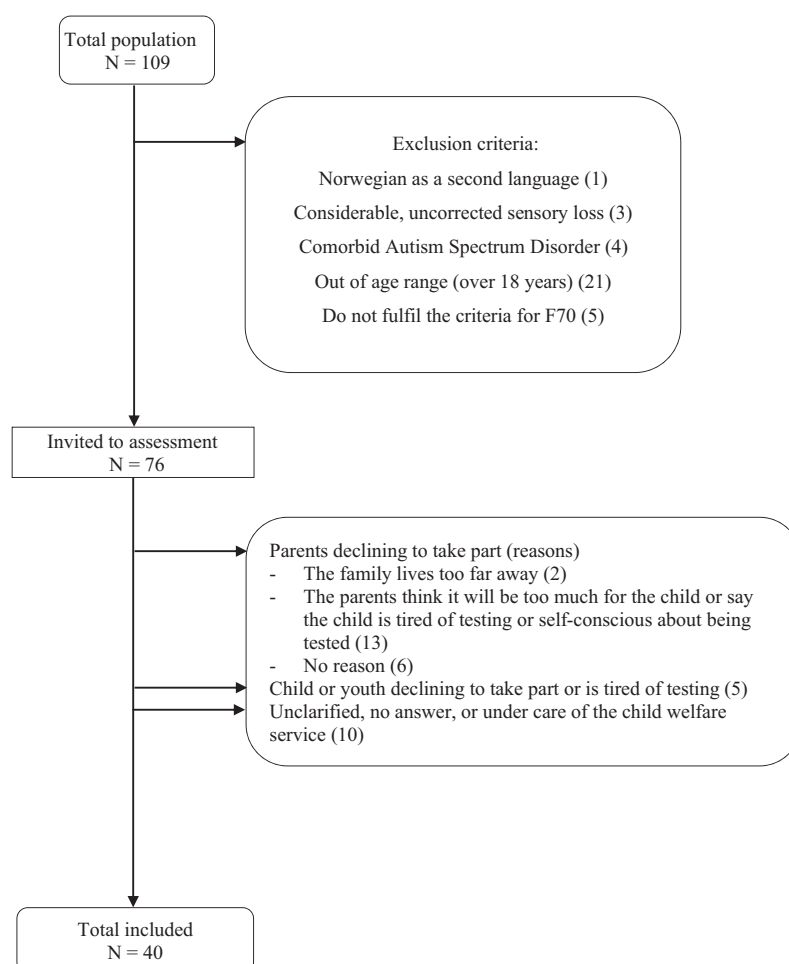 Total population
N = 109
Exclusion criteria:
Norwegian as a second language (1)
Considerable, uncorrected sensory loss (3)
Comorbid Autism Spectrum Disorder (4)
Out of age range (over 18 years) (21)
Do not fulfil the criteria for F70 (5)
Invited to assessment
N = 76
Parents declining to take part (reasons)
- The family lives too far away (2)
- The parents think it will be too much for the child or say
the child is tired of testing or self-conscious about being
tested (13)
- No reason (6)
Child or youth declining to take part or is tired of testing (5)
Unclarified, no answer, or under care of the child welfare
service (10)
Total included
N = 40